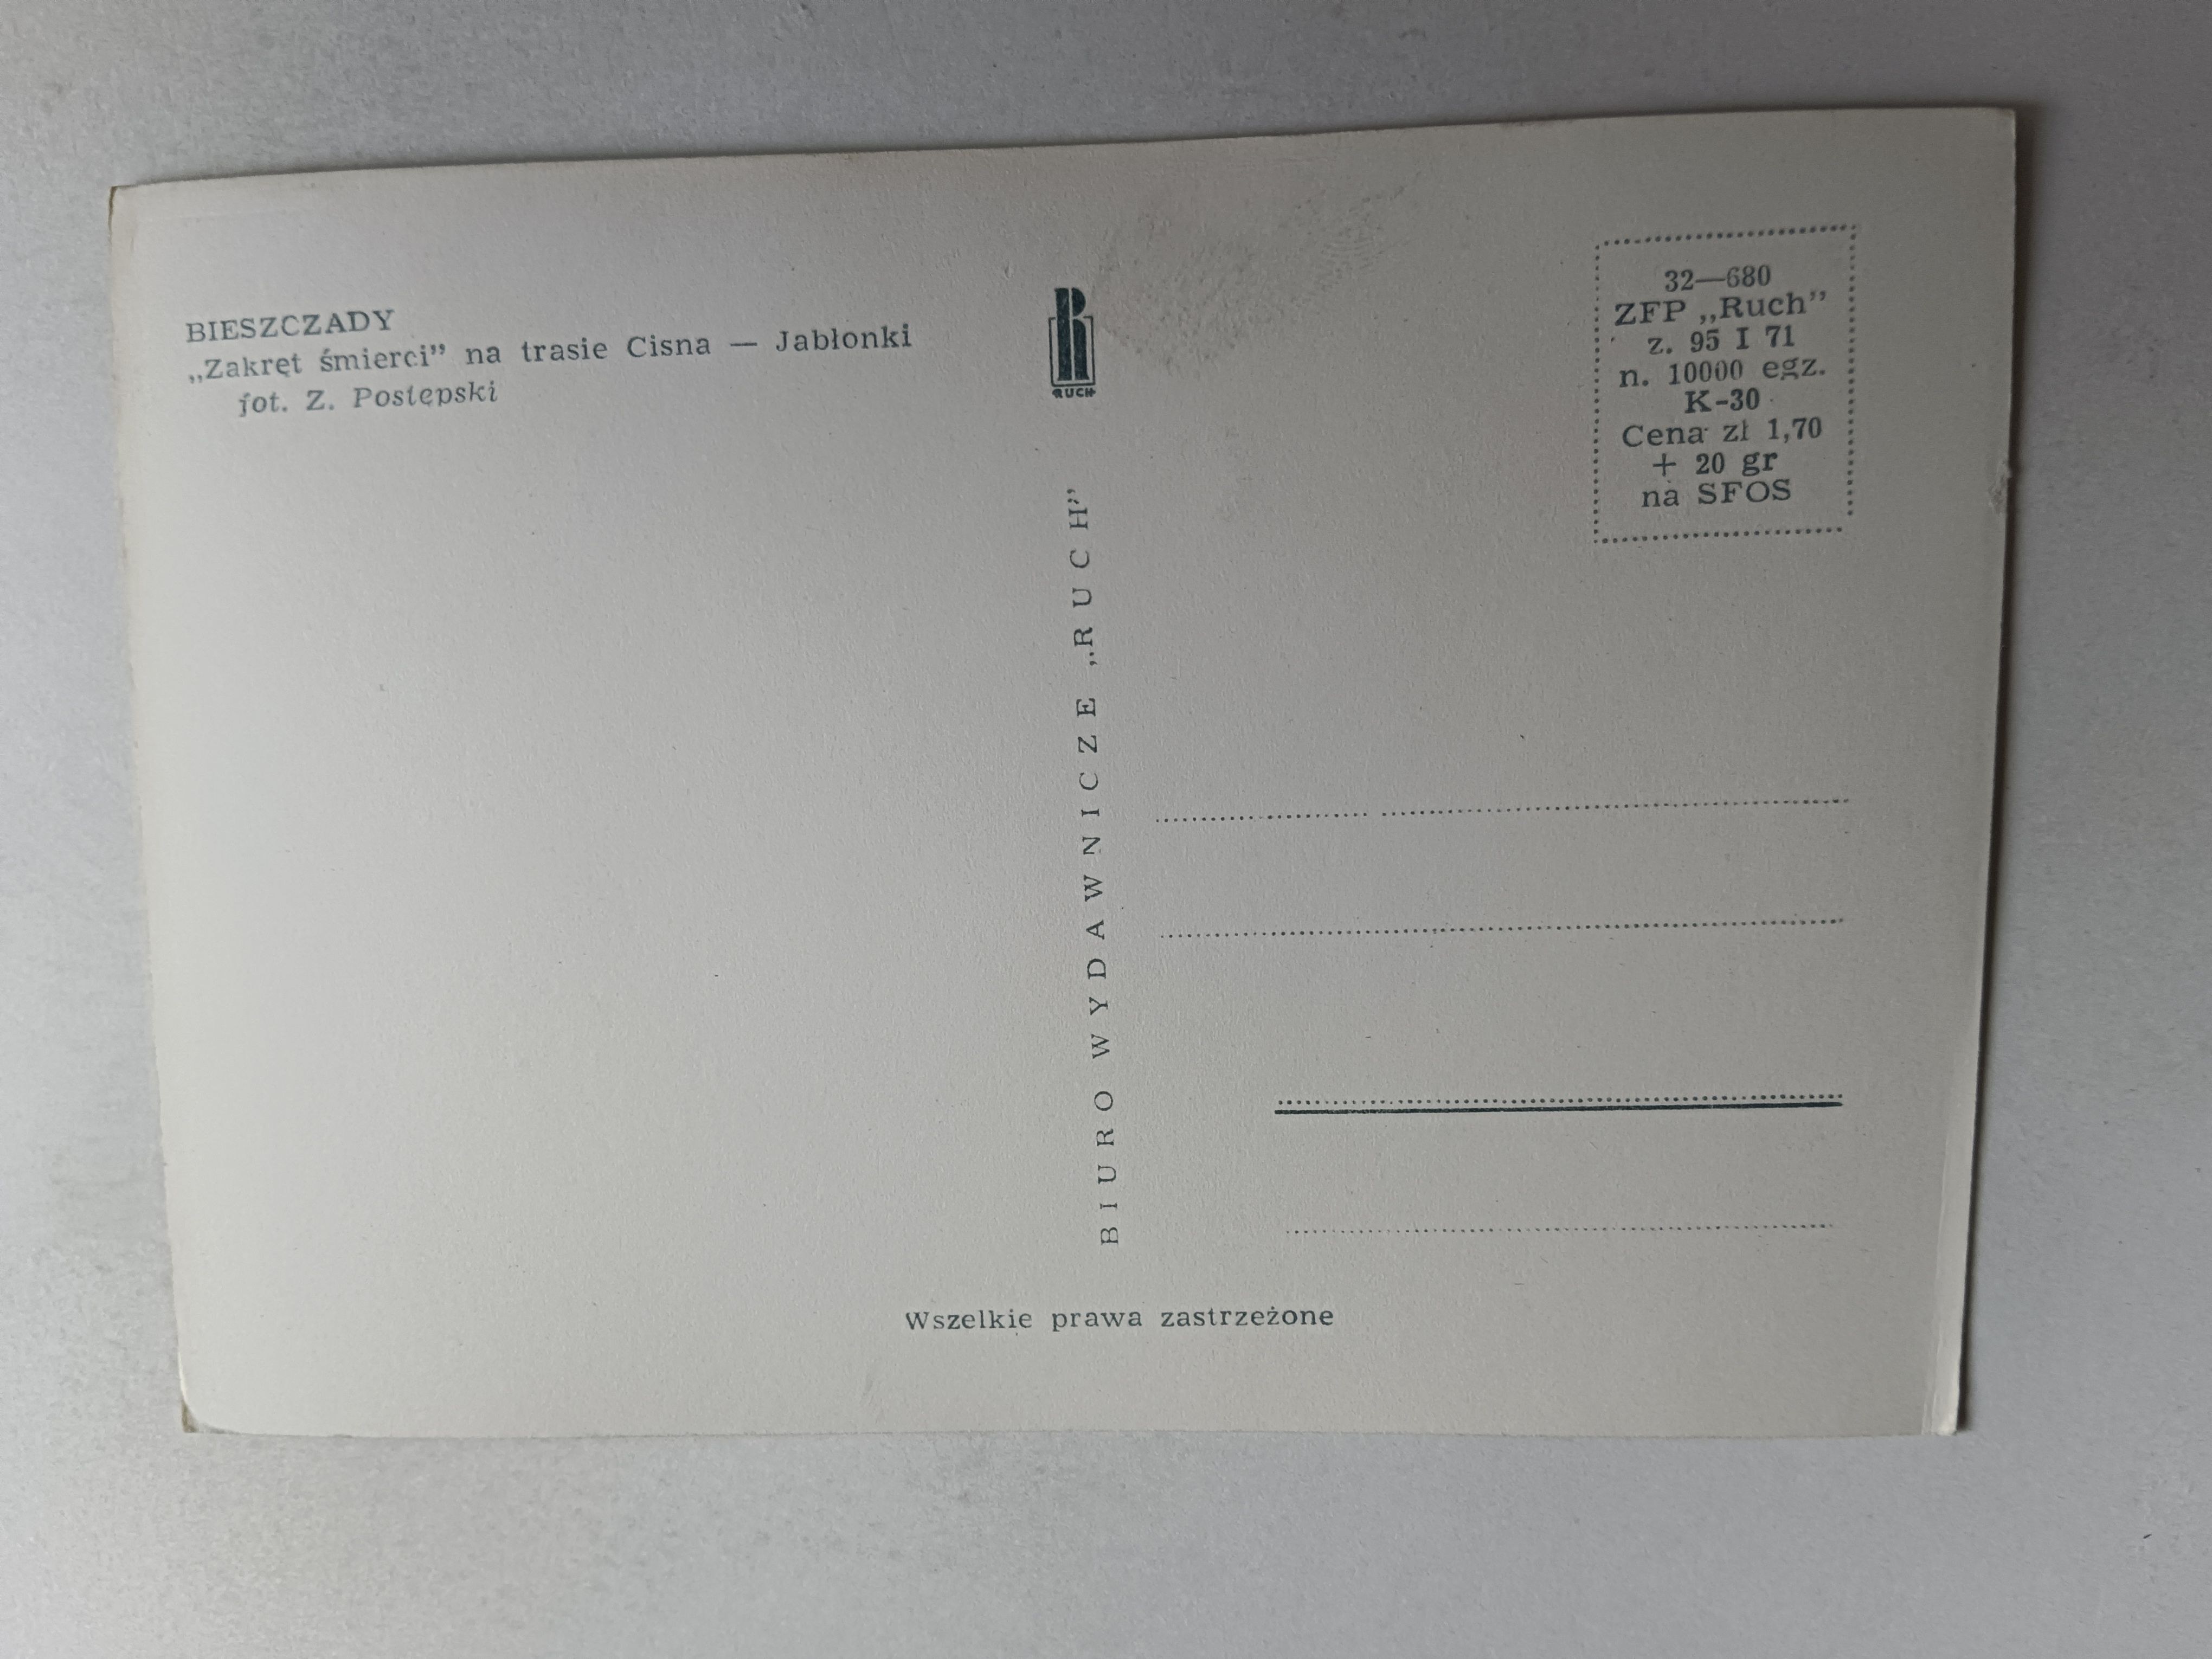 BIESZCZADY
„Zakręt śmierci” na trasie Cisna — Jabłonki
fot. Z. Postępski
RUCH
BIURO WYDAWNICZE „RUCH”
32—680
ZFP „Ruch”
z. 95 I 71
n. 10000 egz.
K-30
Cena zł 1,70
+ 20 gr
na SFOS
Wszelkie prawa zastrzeżone